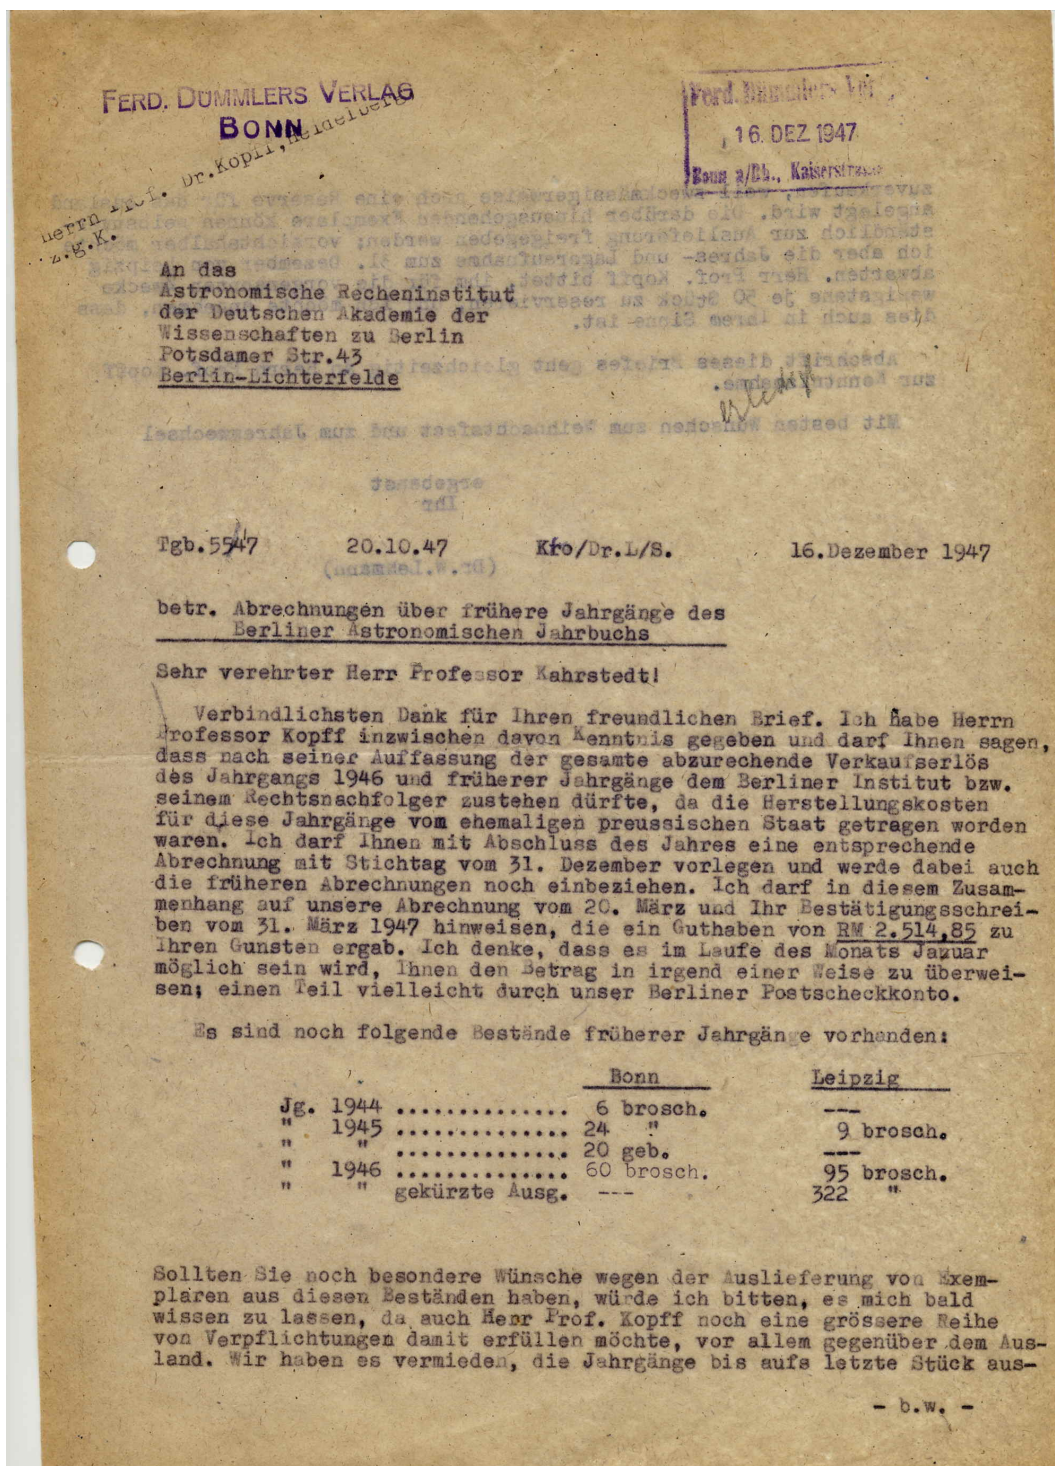 FERD. DÜMMLERS VERLAG
BONN
Herrn Prof. Dr. Kopff, Heidelberg
z.g.K.
Ferd. Dümmlers
16. DEZ 1947
Bonn a/Rh., Kaiserstrasse
An das
Astronomische Recheninstitut
der Deutschen Akademie der
Wissenschaften zu Berlin
Potsdamer Str.43
Berlin-Lichterfelde
erledigt
Tgb.5547 20.10.47 Kfo/Dr.L/S. 16.Dezember 1947
betr. Abrechnungen über frühere Jahrgänge des
Berliner Astronomischen Jahrbuchs
Sehr verehrter Herr Professor Kahrstedt!
Verbindlichsten Dank für Ihren freundlichen Brief. Ich habe Herrn
Professor Kopff inzwischen davon Kenntnis gegeben und darf Ihnen sagen,
dass nach seiner Auffassung der gesamte abzurechende Verkaufserlös
des Jahrgangs 1946 und früherer Jahrgänge dem Berliner Institut bzw.
seinem Rechtsnachfolger zustehen dürfte, da die Herstellungskosten
für diese Jahrgänge vom ehemaligen preussischen Staat getragen worden
waren. Ich darf Ihnen mit Abschluss des Jahres eine entsprechende
Abrechnung mit Stichtag vom 31. Dezember vorlegen und werde dabei auch
die früheren Abrechnungen noch einbeziehen. Ich darf in diesem Zusam-
menhang auf unsere Abrechnung vom 20. März und Ihr Bestätigungsschrei-
ben vom 31. März 1947 hinweisen, die ein Guthaben von RM 2.514,85 zu
Ihren Gunsten ergab. Ich denke, dass es im Laufe des Monats Januar
möglich sein wird, Ihnen den Betrag in irgend einer Weise zu überwei-
sen; einen Teil vielleicht durch unser Berliner Postscheckkonto.
Es sind noch folgende Bestände früherer Jahrgänge vorhanden:
Bonn Leipzig
Jg. 1944 .............. 6 brosch. ---
" 1945 .............. 24 " 9 brosch.
" " .............. 20 geb. ---
" 1946 .............. 60 brosch. 95 brosch.
" " gekürzte Ausg. --- 322 "
Sollten Sie noch besondere Wünsche wegen der Auslieferung von Exem-
plaren aus diesen Beständen haben, würde ich bitten, es mich bald
wissen zu lassen, da auch Herr Prof. Kopff noch eine grössere Reihe
von Verpflichtungen damit erfüllen möchte, vor allem gegenüber dem Aus-
land. Wir haben es vermieden, die Jahrgänge bis aufs letzte Stück aus-
- b.w. -